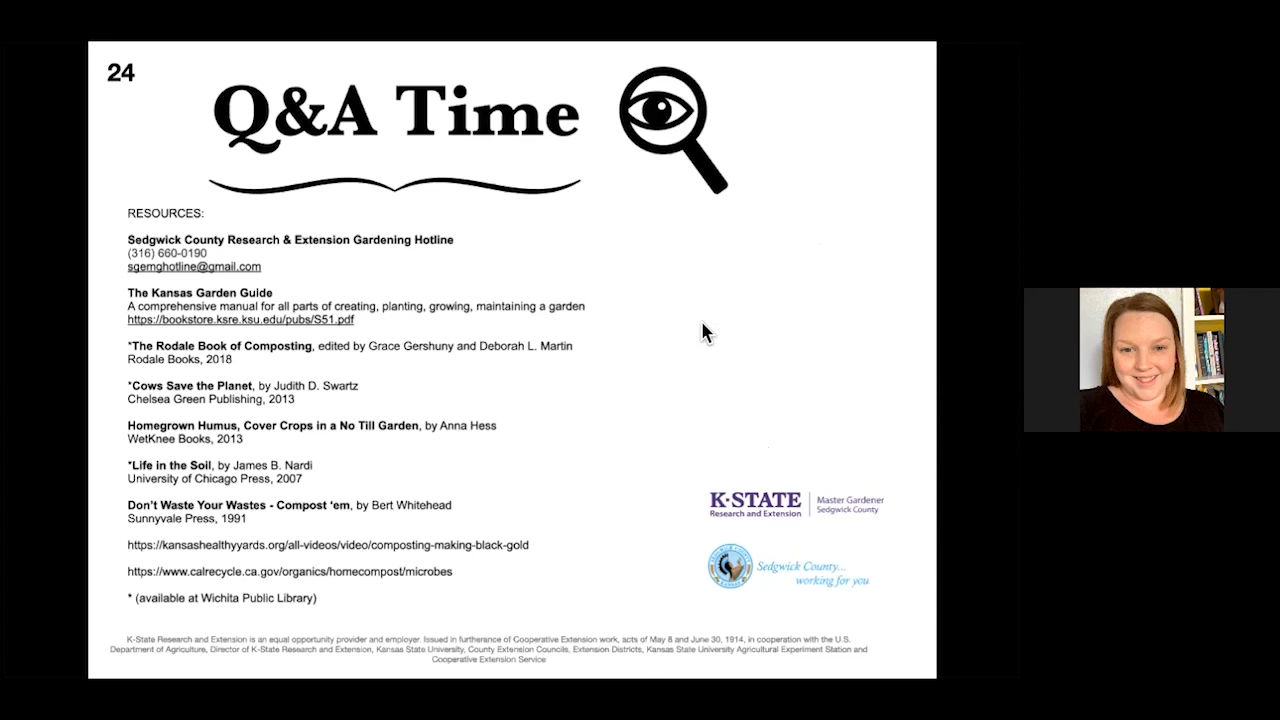 24
Q&A Time
RESOURCES:
Sedgwick County Research & Extension Gardening Hotline
(316) 660-0190
sgemghotline@gmail.com
The Kansas Garden Guide
A comprehensive manual for all parts of creating, planting, growing, maintaining a garden
https://bookstore.ksre.ksu.edu/pubs/S51.pdf
*The Rodale Book of Composting, edited by Grace Gershuny and Deborah L. Martin
Rodale Books, 2018
*Cows Save the Planet, by Judith D. Swartz
Chelsea Green Publishing, 2013
Homegrown Humus, Cover Crops in a No Till Garden, by Anna Hess
WetKnee Books, 2013
*Life in the Soil, by James B. Nardi
University of Chicago Press, 2007
Don't Waste Your Wastes - Compost ‘em, by Bert Whitehead
Sunnyvale Press, 1991
https://kansashealthyyards.org/all-videos/video/composting-making-black-gold
https://www.calrecycle.ca.gov/organics/homecompost/microbes
* (available at Wichita Public Library)
K-STATE
Research and Extension
Master Gardener
Sedgwick County
Sedgwick County...
working for you
K-State Research and Extension is an equal opportunity provider and employer. Issued in furtherance of Cooperative Extension work, acts of May 8 and June 30, 1914, in cooperation with the U.S.
Department of Agriculture, Director of K-State Research and Extension, Kansas State University, County Extension Councils, Extension Districts, Kansas State University Agricultural Experiment Station and
Cooperative Extension Service